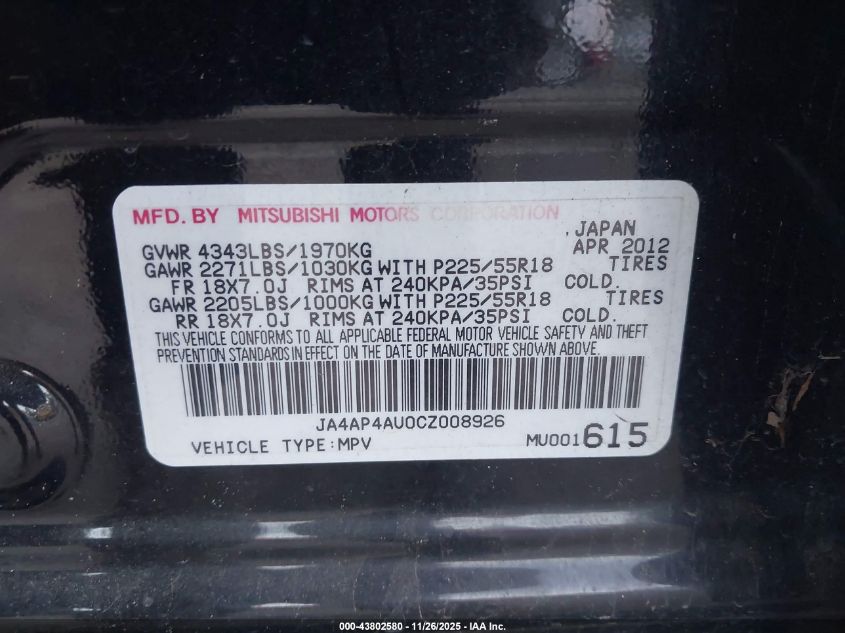 MFD. BY MITSUBISHI MOTORS CORPORATION
, JAPAN
GVWR 4343LBS/1970KG APR 2012
GAWR 2271LBS/1030KG WITH P225/55R18 TIRES
FR 18X7.0J RIMS AT 240KPA/35PSI COLD.
GAWR 2205LBS/1000KG WITH P225/55R18 TIRES
RR 18X7.0J RIMS AT 240KPA/35PSI COLD.
THIS VEHICLE CONFORMS TO ALL APPLICABLE FEDERAL MOTOR VEHICLE SAFETY AND THEFT
PREVENTION STANDARDS IN EFFECT ON THE DATE OF MANUFACTURE SHOWN ABOVE.
JA4AP4AU0CZ008926
VEHICLE TYPE:MPV MU001615
000-43802580 - 11/26/2025 - IAA Inc.